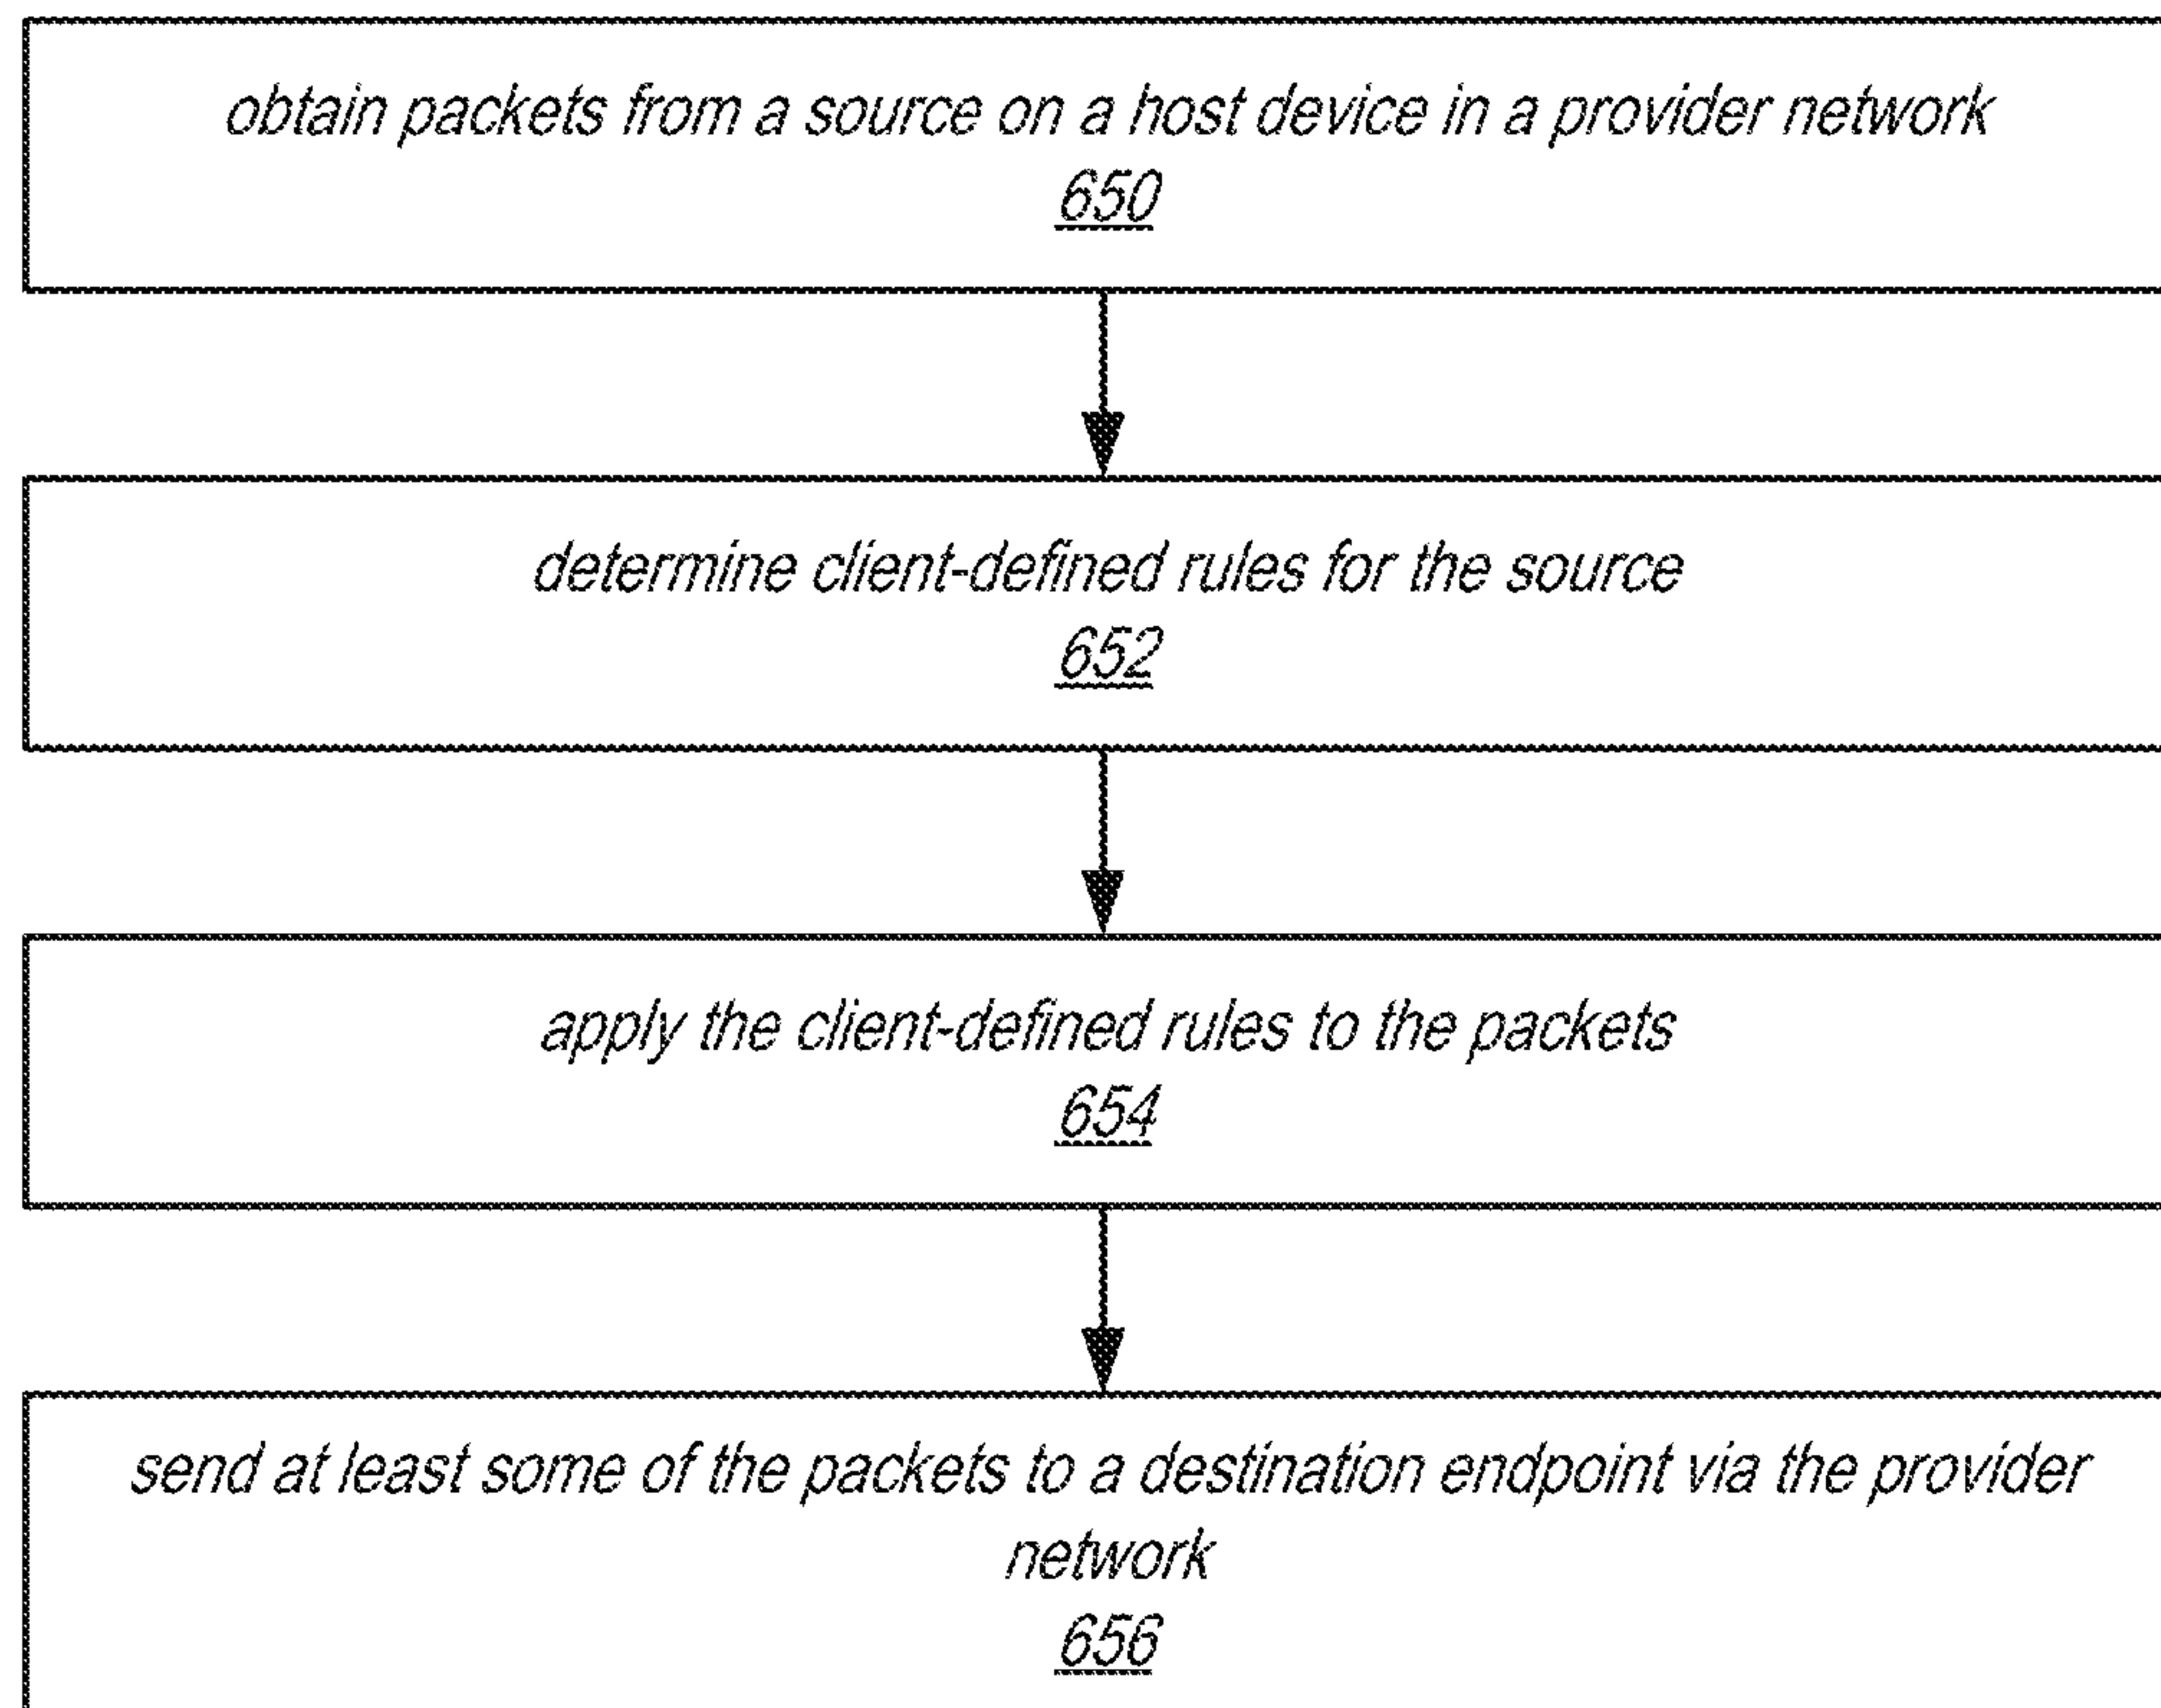 obtain packets from a source on a host device in a provider network
650
determine client-defined rules for the source
652
apply the client-defined rules to the packets
654
send at least some of the packets to a destination endpoint via the provider
network
656